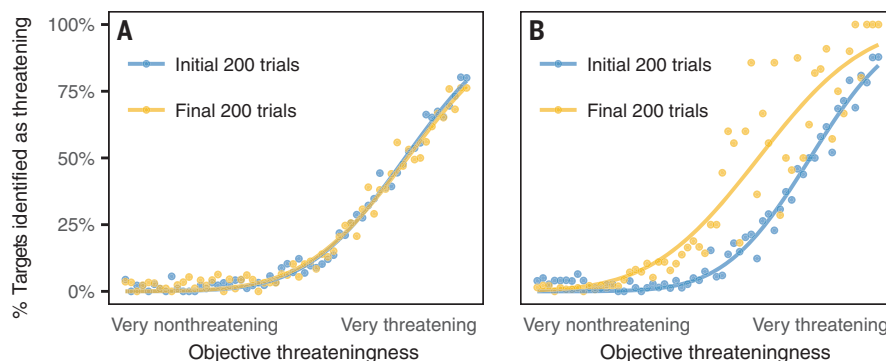 % Targets identified as threatening
100%
75%
50%
25%
0%
A
Initial 200 trials
Final 200 trials
Very nonthreatening
Very threatening
Objective threateningness
B
Initial 200 trials
Final 200 trials
Very nonthreatening
Very threatening
Objective threateningness